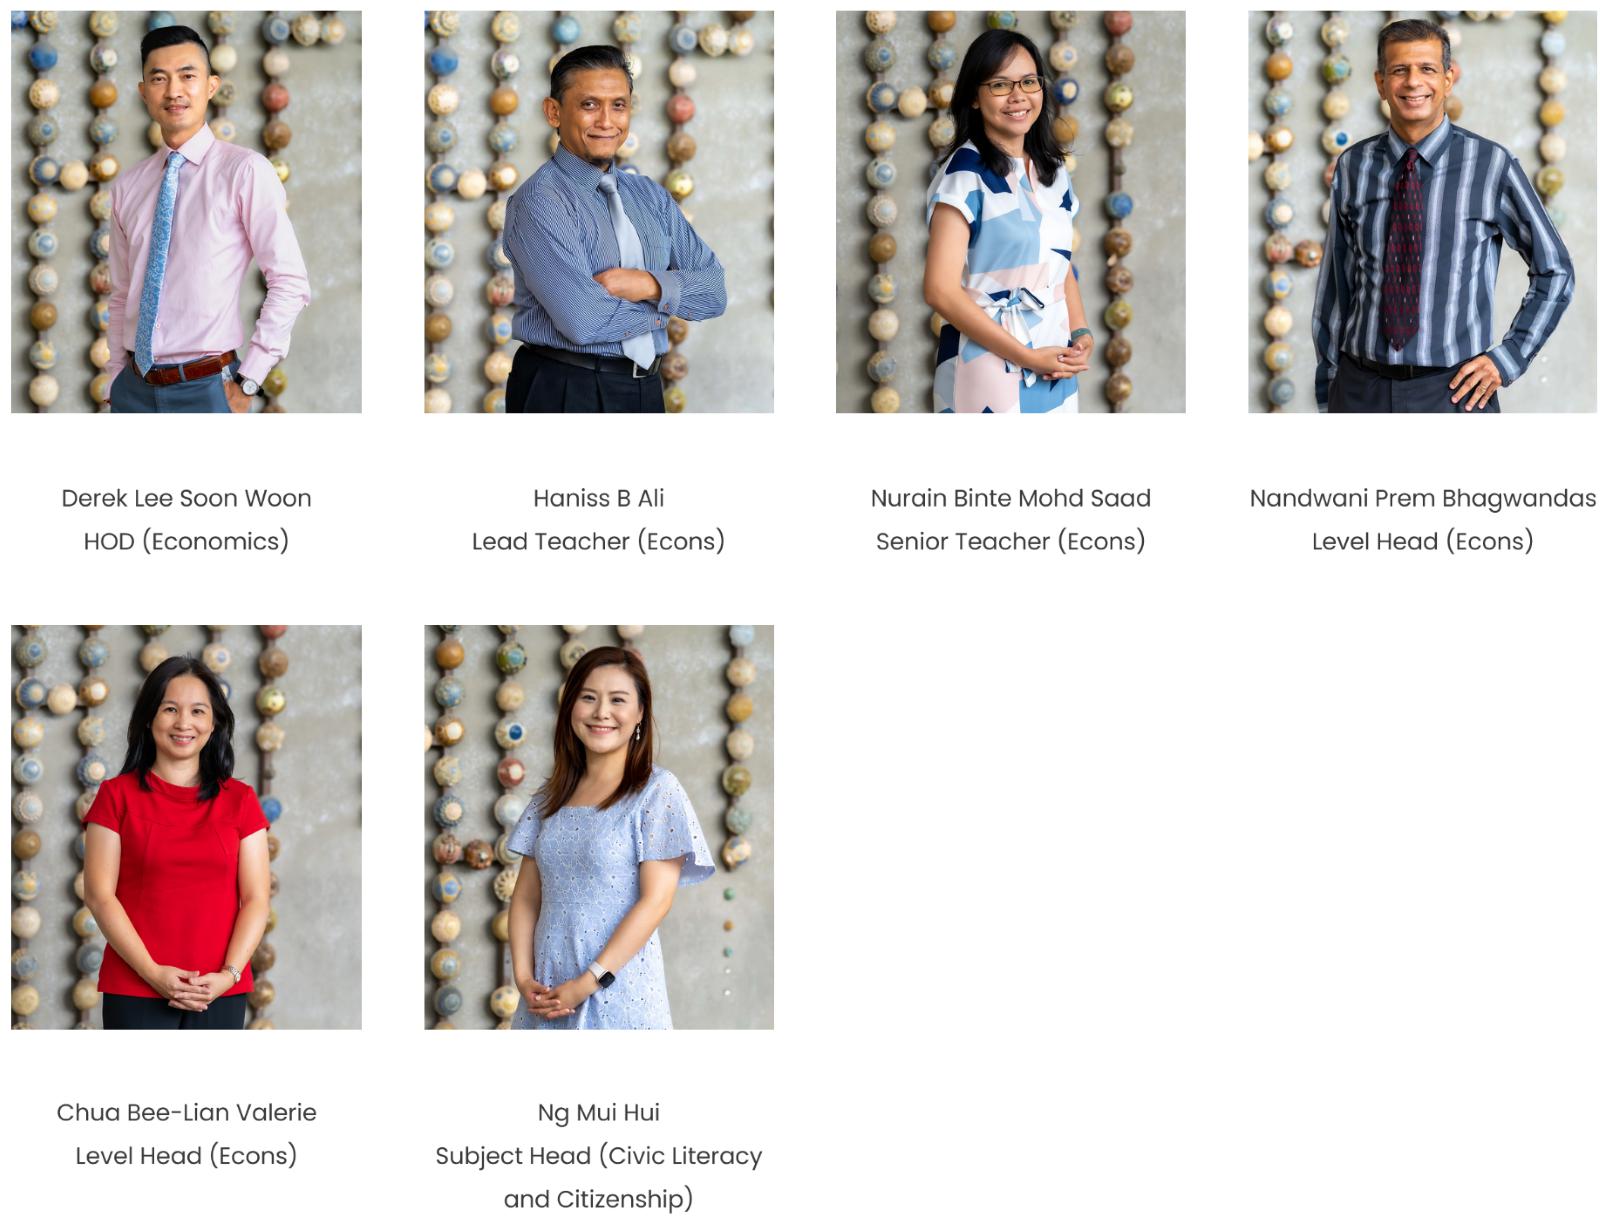 Derek Lee Soon Woon
HOD (Economics)
Haniss B Ali
Lead Teacher (Econs)
Nurain Binte Mohd Saad
Senior Teacher (Econs)
Nandwani Prem Bhagwandas
Level Head (Econs)
Chua Bee-Lian Valerie
Level Head (Econs)
Ng Mui Hui
Subject Head (Civic Literacy
and Citizenship)